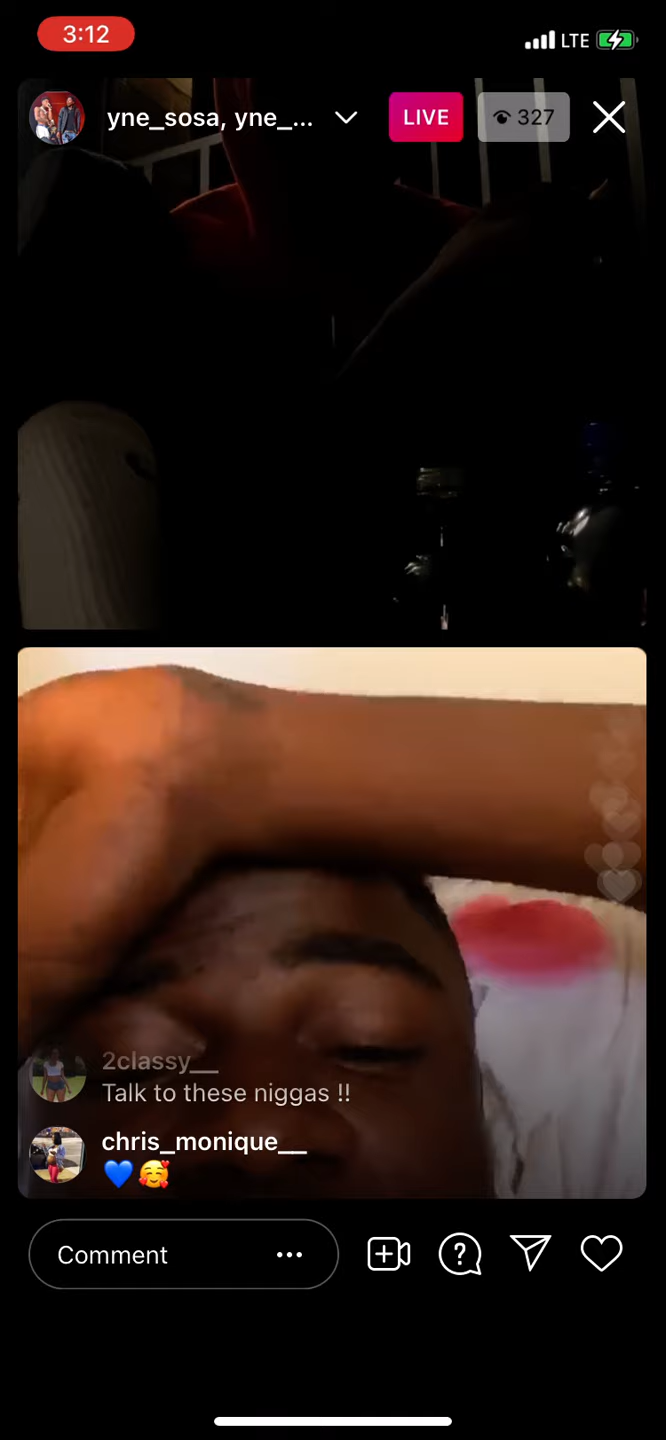 3:12
LTE
yne_sosa, yne_...
LIVE
327
2classy__
Talk to these niggas !!
chris_monique__
💙🥰
Comment